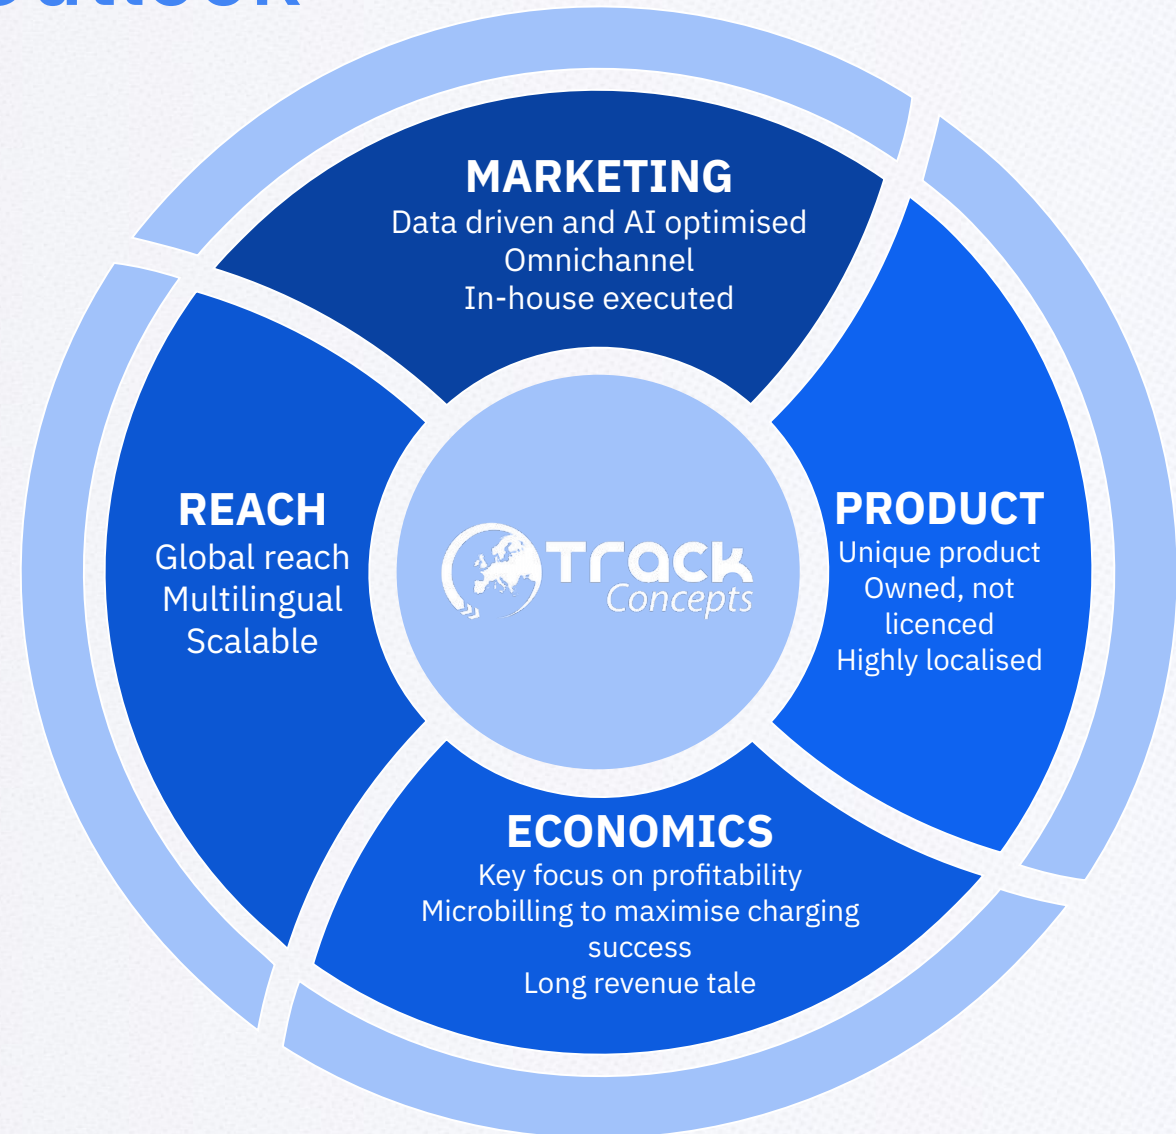 MARKETING
Data driven and AI optimised
Omnichannel
In-house executed
REACH
Global reach
Multilingual
Scalable
Track
Concepts
PRODUCT
Unique product
Owned, not
licenced
Highly localised
ECONOMICS
Key focus on profitability
Microbilling to maximise charging
success
Long revenue tale